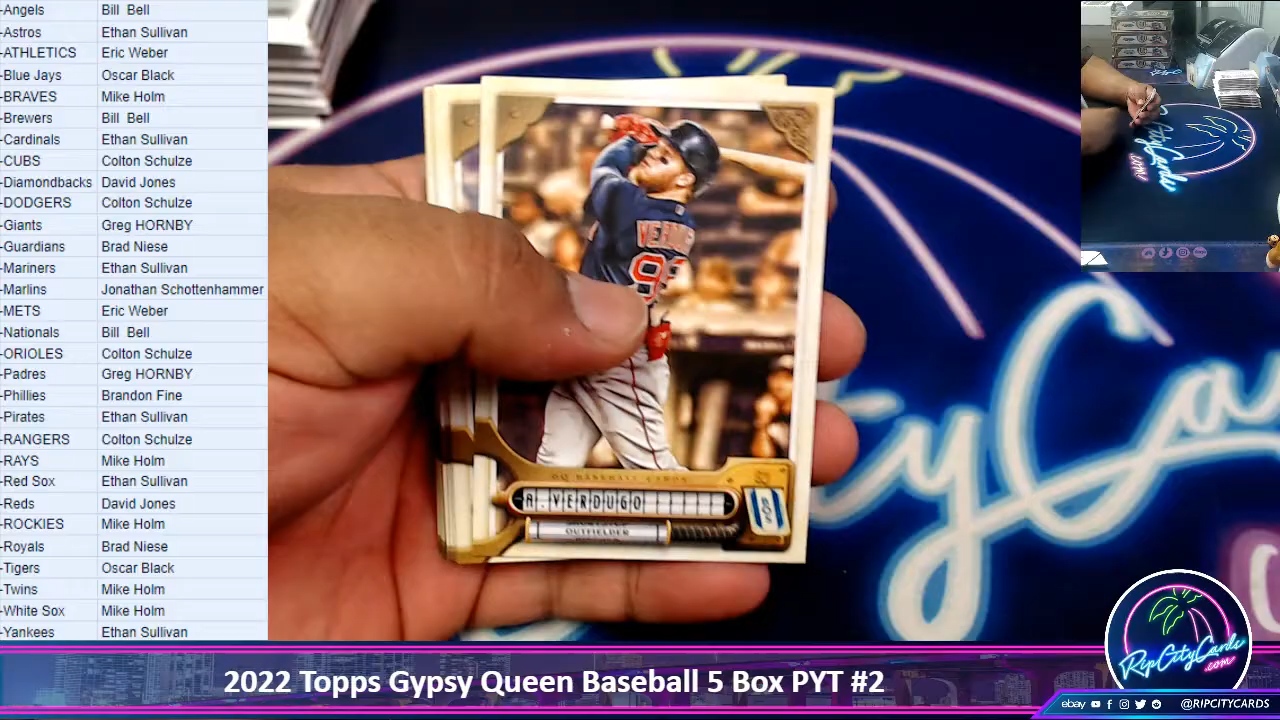 -Angels Bill Bell
-Astros Ethan Sullivan
-ATHLETICS Eric Weber
-Blue Jays Oscar Black
-BRAVES Mike Holm
-Brewers Bill Bell
-Cardinals Ethan Sullivan
-CUBS Colton Schulze
-Diamondbacks David Jones
-DODGERS Colton Schulze
-Giants Greg HORNBY
-Guardians Brad Niese
-Mariners Ethan Sullivan
-Marlins Jonathan Schottenhammer
-METS Eric Weber
-Nationals Bill Bell
-ORIOLES Colton Schulze
-Padres Greg HORNBY
-Phillies Brandon Fine
-Pirates Ethan Sullivan
-RANGERS Colton Schulze
-RAYS Mike Holm
-Red Sox Ethan Sullivan
-Reds David Jones
-ROCKIES Mike Holm
-Royals Brad Niese
-Tigers Oscar Black
-Twins Mike Holm
-White Sox Mike Holm
-Yankees Ethan Sullivan
GQ BASEBALL CARDS
A. VERDUGO
OUTFIELDER
2022 Topps Gypsy Queen Baseball 5 Box PYT #2
RipCityCards
.com
ebay @RIPCITYCARDS